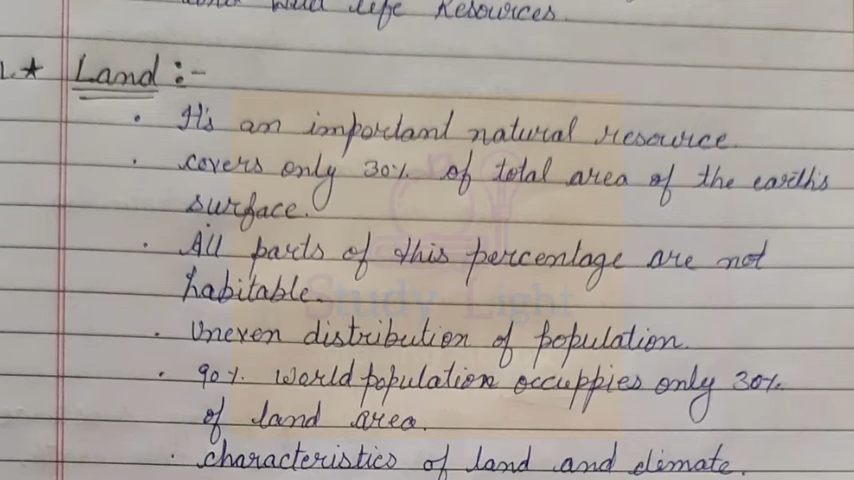 wild life Resources.
1.★ Land :-
• It's an important natural resource.
• covers only 30% of total area of the earth's
surface.
• All parts of this percentage are not
habitable.
Study Light
• Uneven distribution of population.
• 90% world population occuppies only 30%
of land area.
• characteristics of land and climate.